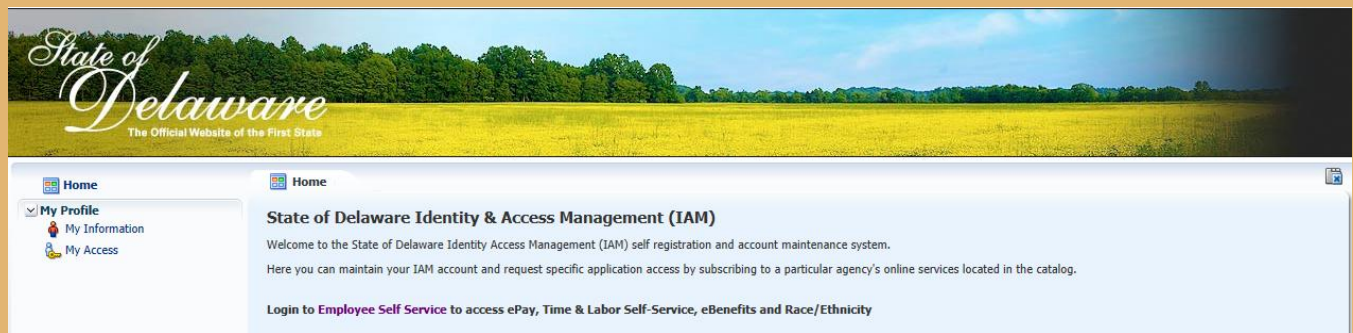 State of
Delaware
The Official Website of the First State
Home
My Profile
My Information
My Access
Home
State of Delaware Identity & Access Management (IAM)
Welcome to the State of Delaware Identity Access Management (IAM) self registration and account maintenance system.
Here you can maintain your IAM account and request specific application access by subscribing to a particular agency's online services located in the catalog.
Login to Employee Self Service to access ePay, Time & Labor Self-Service, eBenefits and Race/Ethnicity